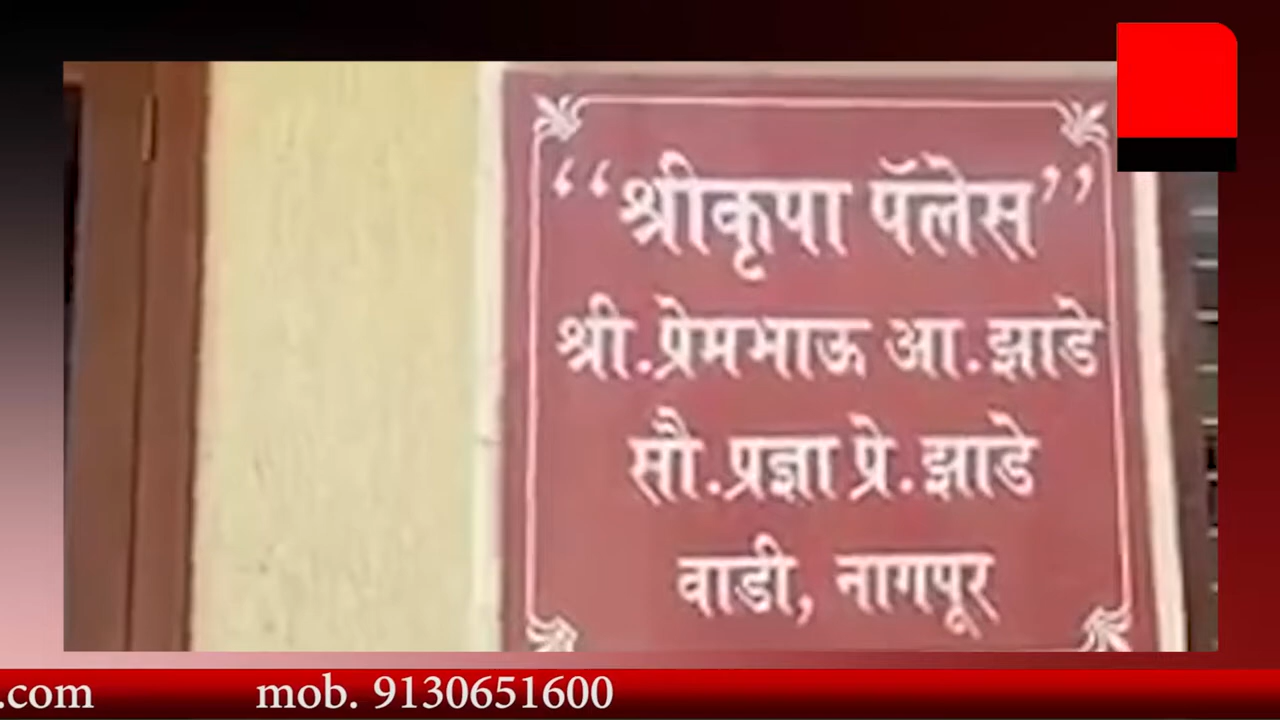 “श्रीकृपा पॅलेस”
श्री.प्रेमभाऊ आ.झाडे
सौ.प्रज्ञा प्रे.झाडे
वाडी, नागपूर
.com mob. 9130651600